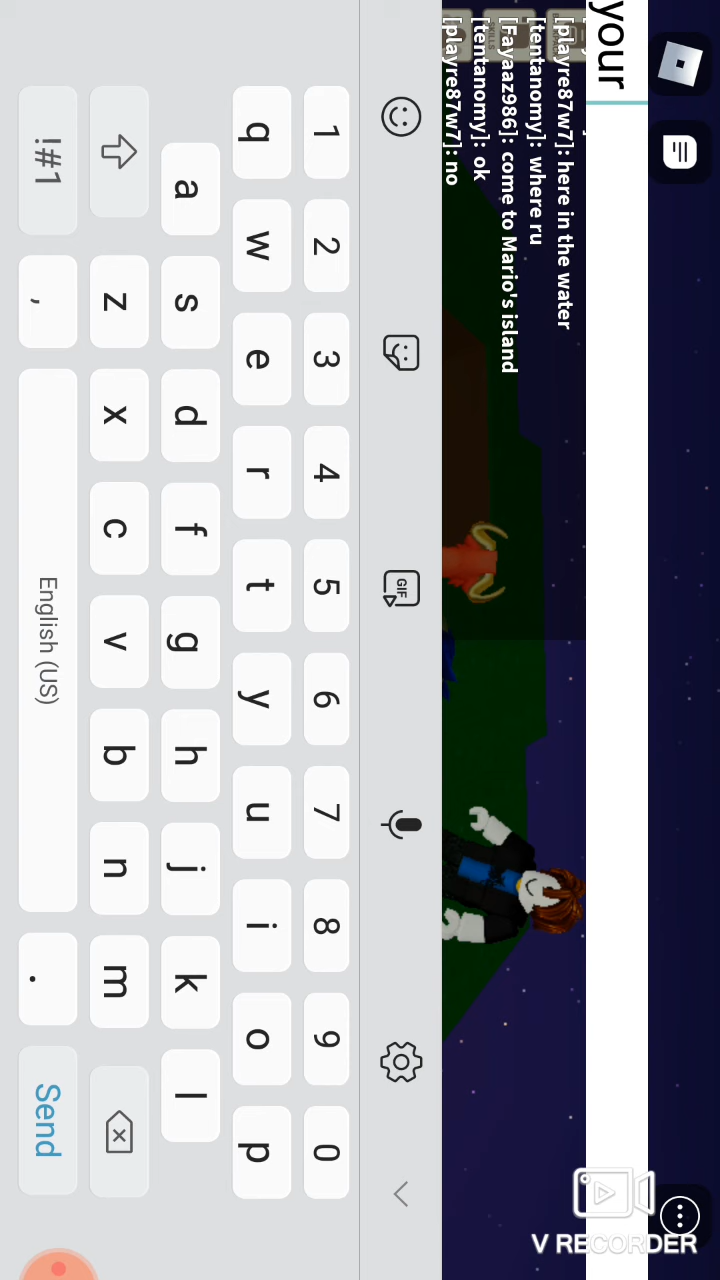 your
[playre87w7]: here in the water
[tentanomy]: where ru
[Fayaaz986]: come to Mario's island
[tentanomy]: ok
[playre87w7]: no
GIF
1 2 3 4 5 6 7 8 9 0
q w e r t y u i o p
a s d f g h j k l
z x c v b n m
!#1 , English (US) . Send
V RECORDER